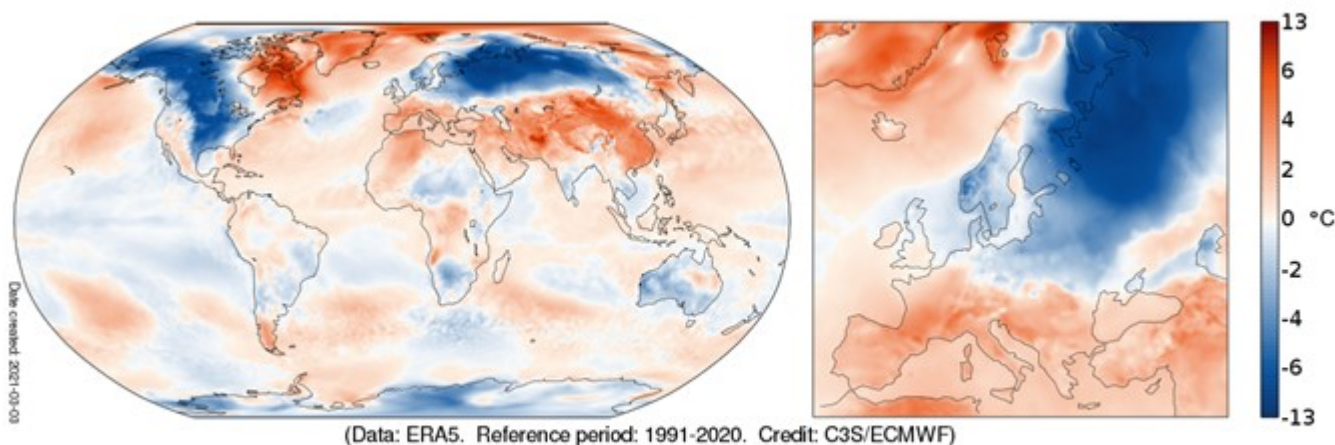 13
6
4
2
0 °C
-2
-4
-6
-13
Date created: 2021-03-03
(Data: ERA5. Reference period: 1991-2020. Credit: C3S/ECMWF)